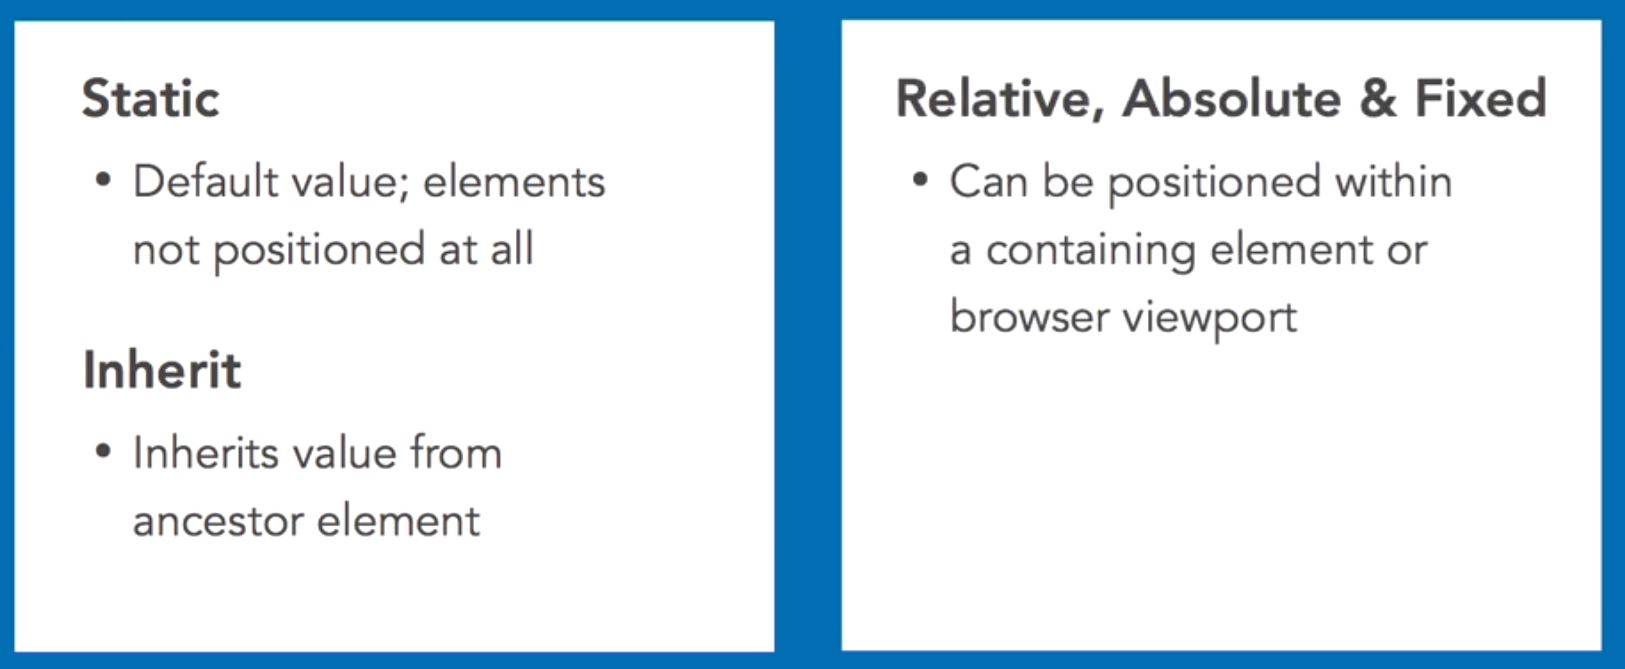 Static
• Default value; elements
not positioned at all
Inherit
• Inherits value from
ancestor element
Relative, Absolute & Fixed
• Can be positioned within
a containing element or
browser viewport